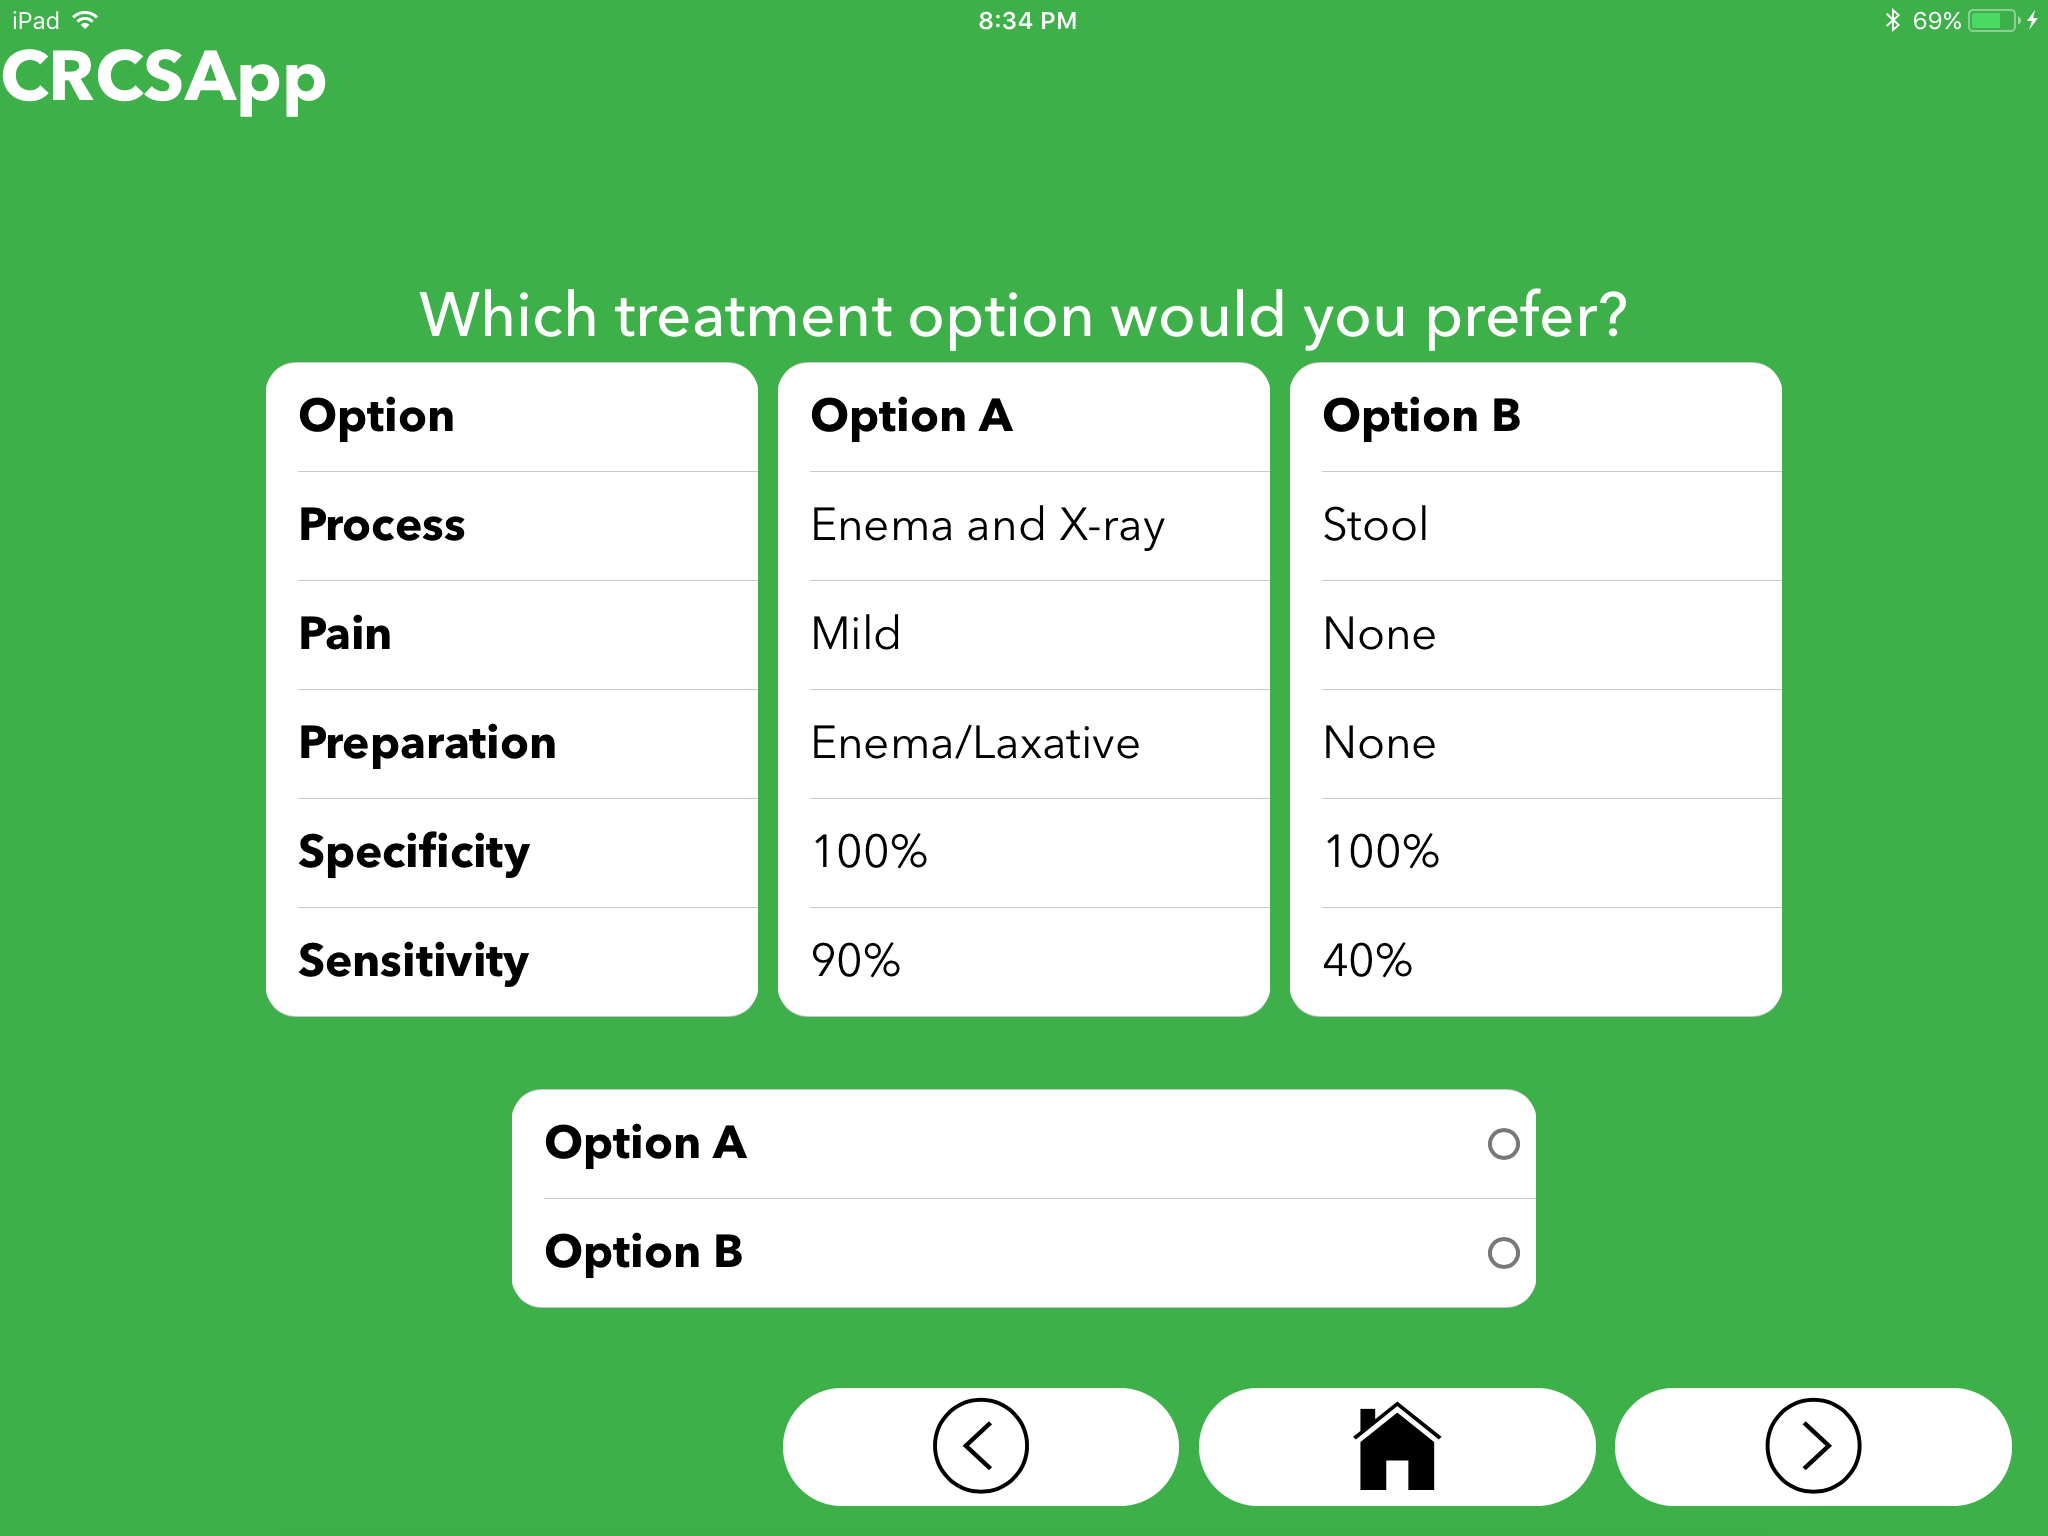 iPad 8:34 PM 69%
CRCSApp
Which treatment option would you prefer?
Option Option A Option B
Process Enema and X-ray Stool
Pain Mild None
Preparation Enema/Laxative None
Specificity 100% 100%
Sensitivity 90% 40%
Option A
Option B